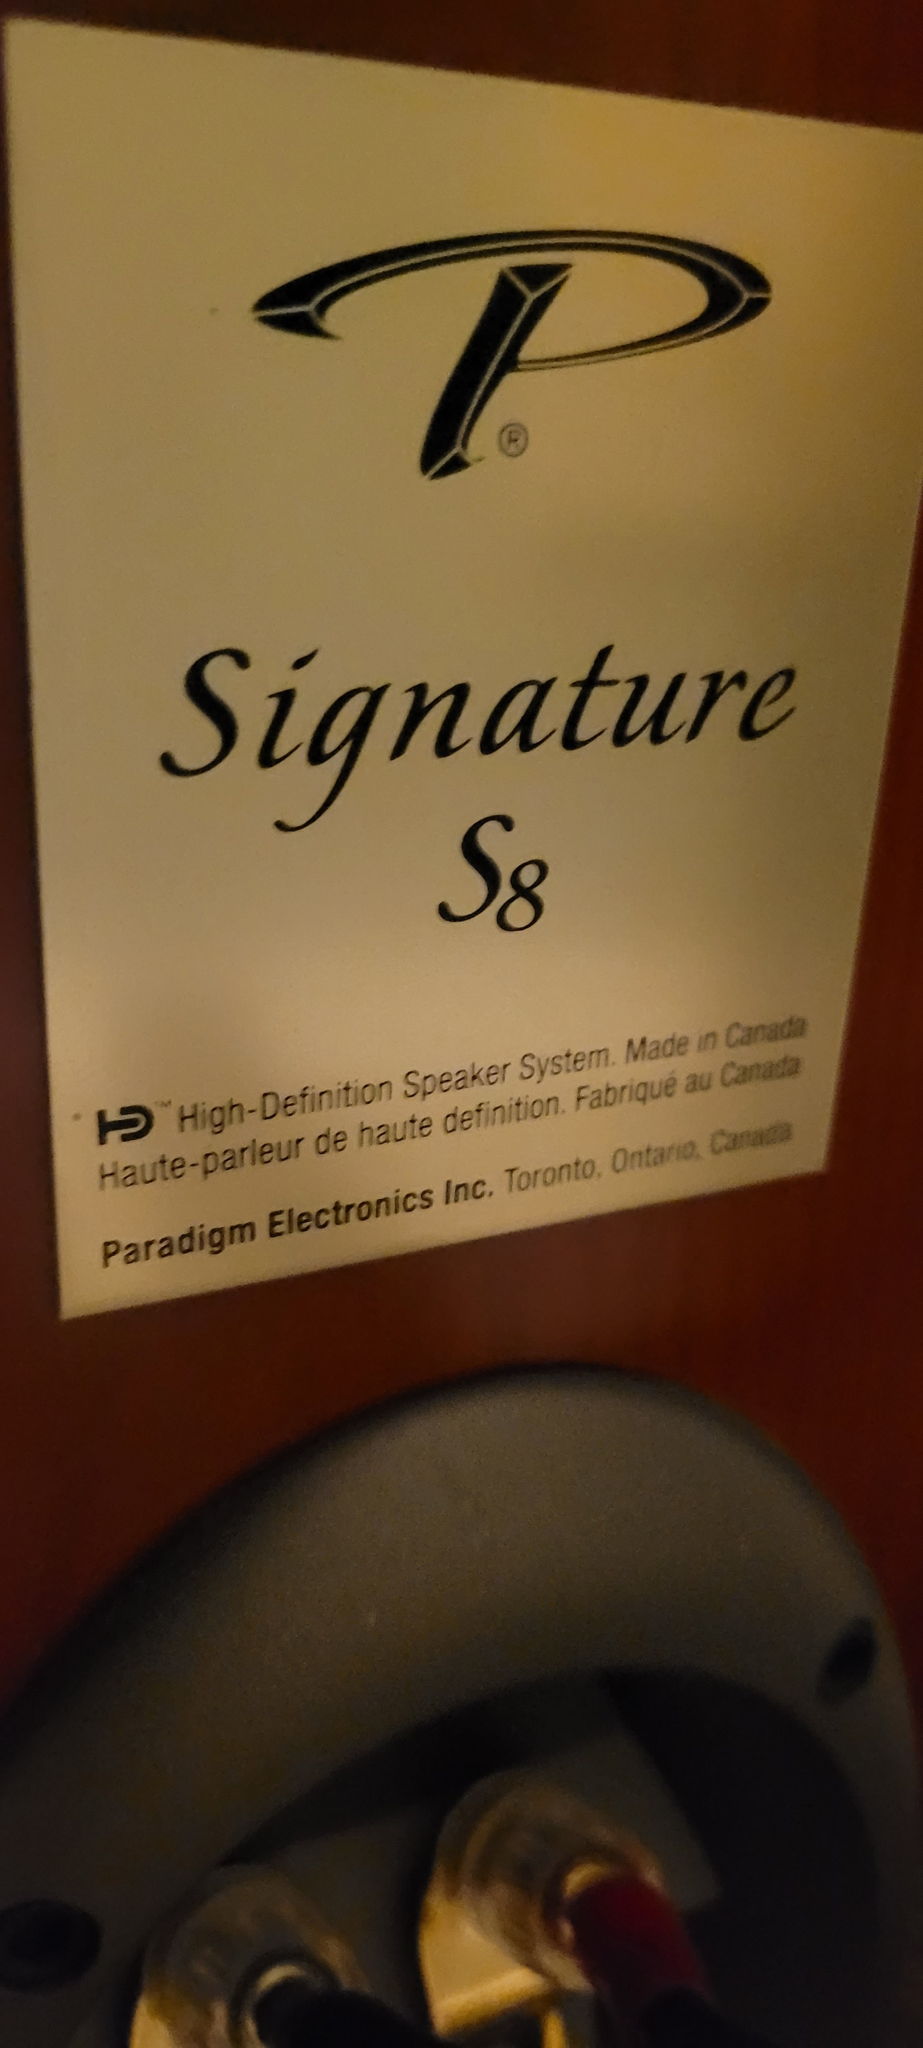 P®
Signature
S8
HD™ High-Definition Speaker System. Made in Canada
Haute-parleur de haute definition. Fabriqué au Canada
Paradigm Electronics Inc. Toronto, Ontario, Canada